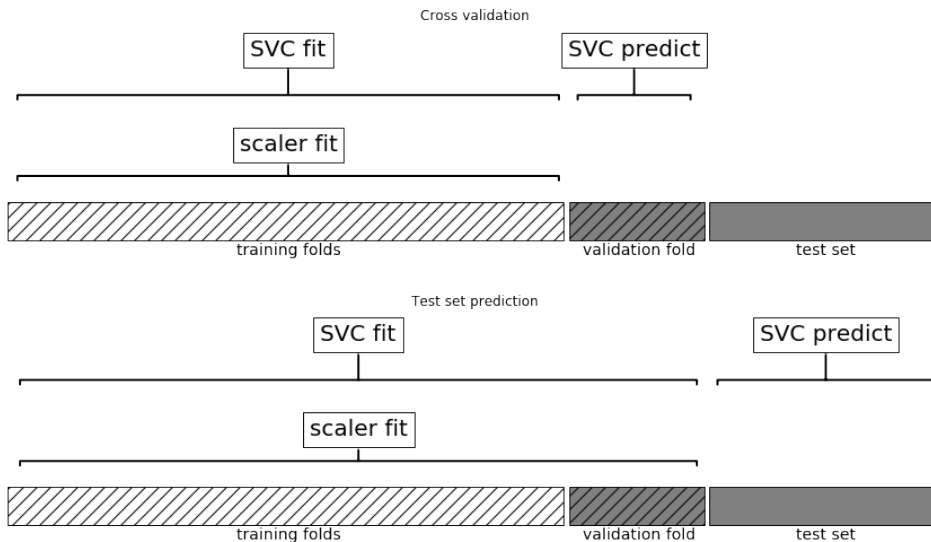 Cross validation
SVC fit
SVC predict
scaler fit
training folds
validation fold
test set
Test set prediction
SVC fit
SVC predict
scaler fit
training folds
validation fold
test set